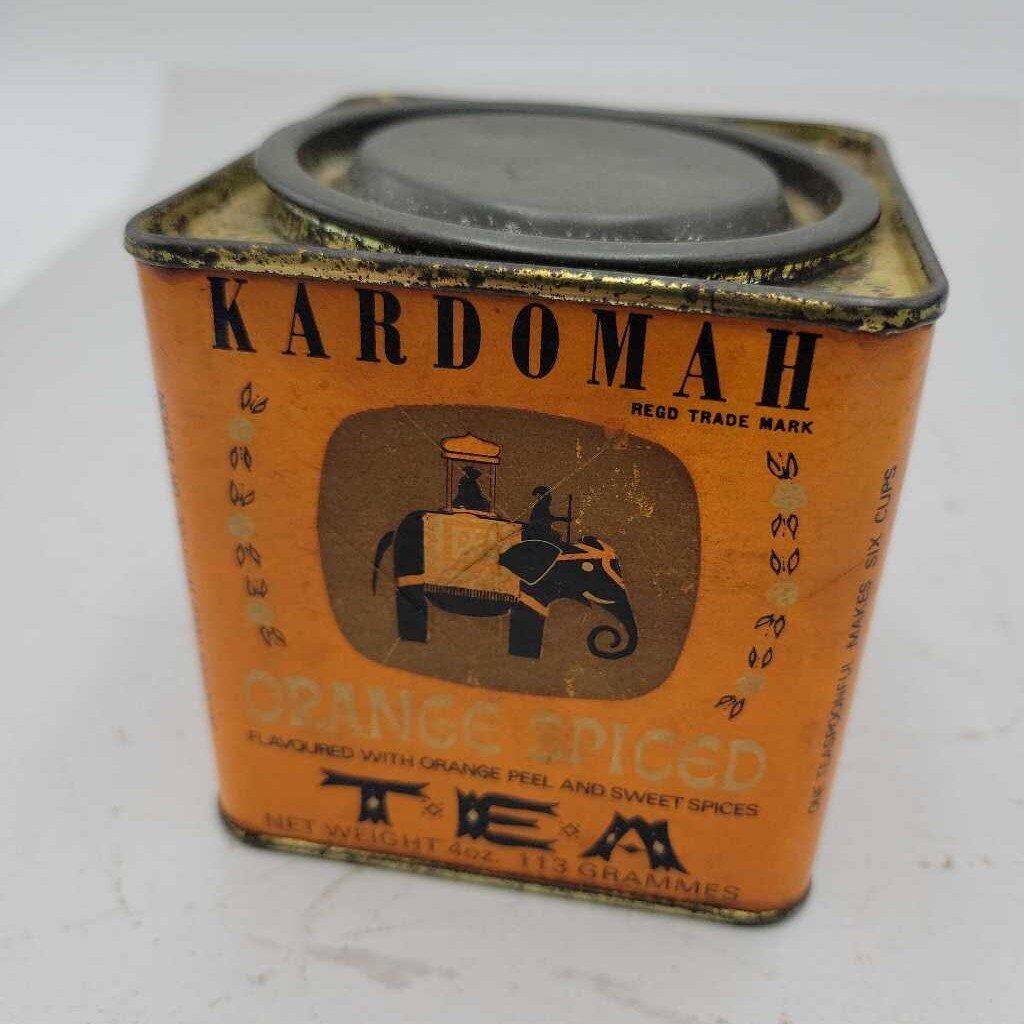 KARDOMAH
REGD TRADE MARK
TEA
ORANGE SPICED
FLAVOURED WITH ORANGE PEEL AND SWEET SPICES
TEA
NET WEIGHT 4oz. 113 GRAMMES
ONE TEASPOONFUL MAKES SIX CUPS